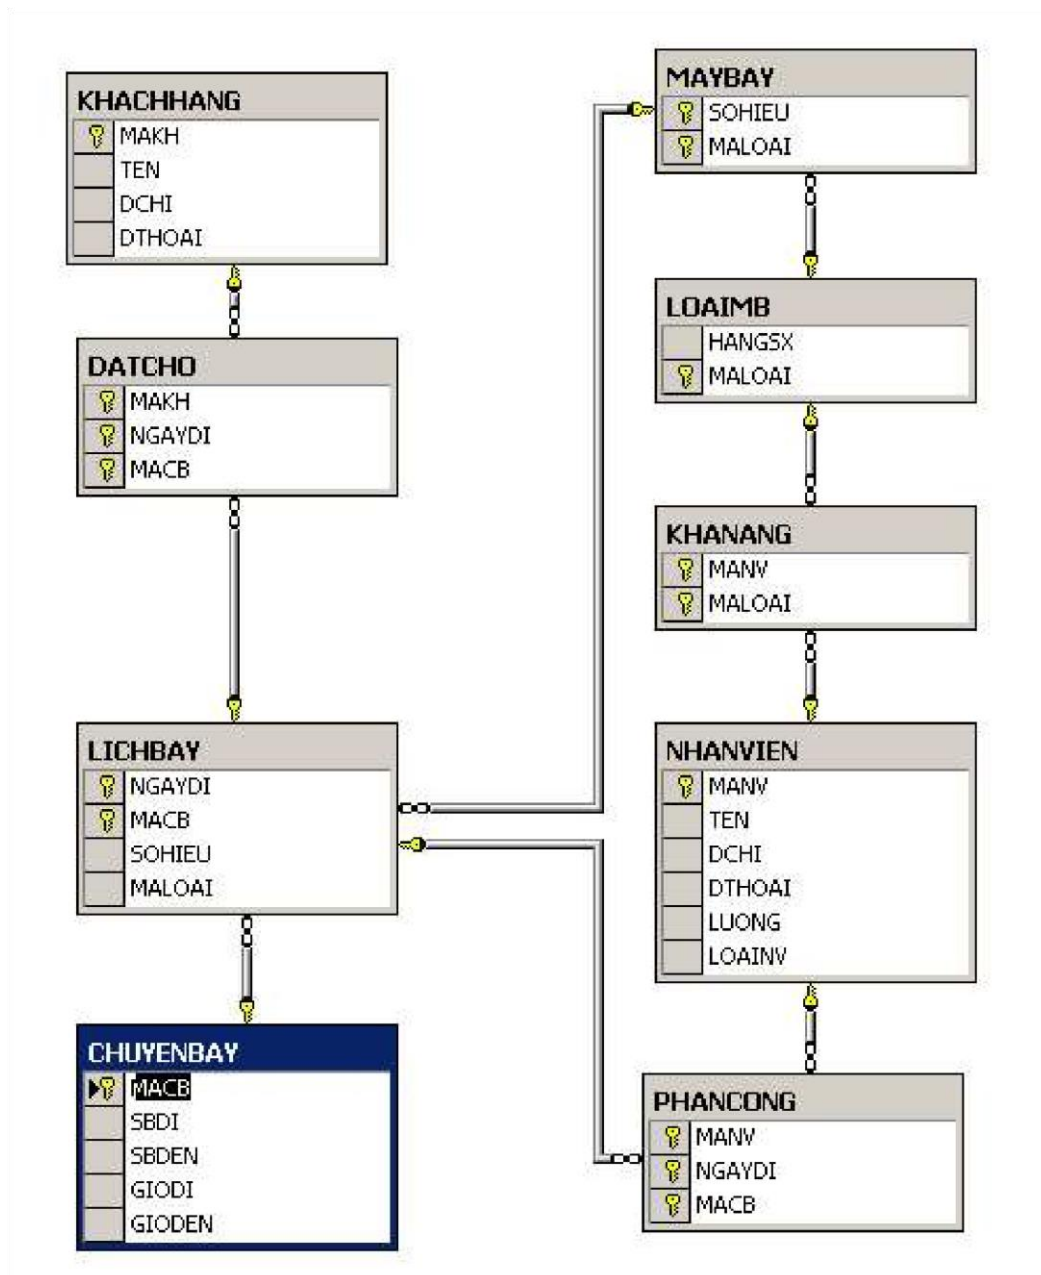 KHACHHANG
MAKH
TEN
DCHI
DTHOAI
DATCHO
MAKH
NGAYDI
MACB
LICHBAY
NGAYDI
MACB
SOHIEU
MALOAI
CHUYENBAY
MACB
SBDI
SBDEN
GIODI
GIODEN
MAYBAY
SOHIEU
MALOAI
LOAIMB
HANGSX
MALOAI
KHANANG
MANV
MALOAI
NHANVIEN
MANV
TEN
DCHI
DTHOAI
LUONG
LOAINV
PHANCONG
MANV
NGAYDI
MACB